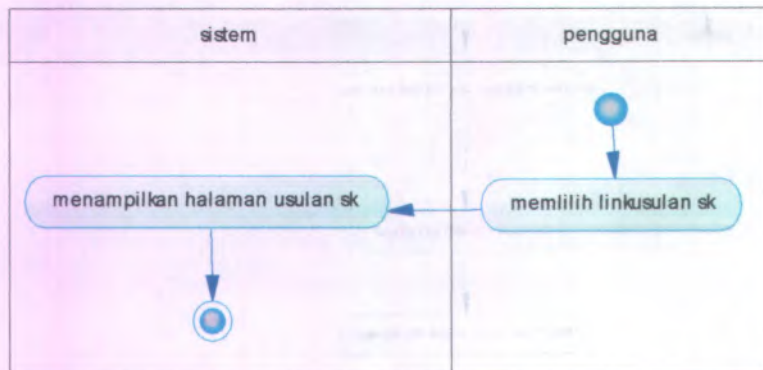 sistem
pengguna
menampilkan halaman usulan sk
memlilih linkusulan sk